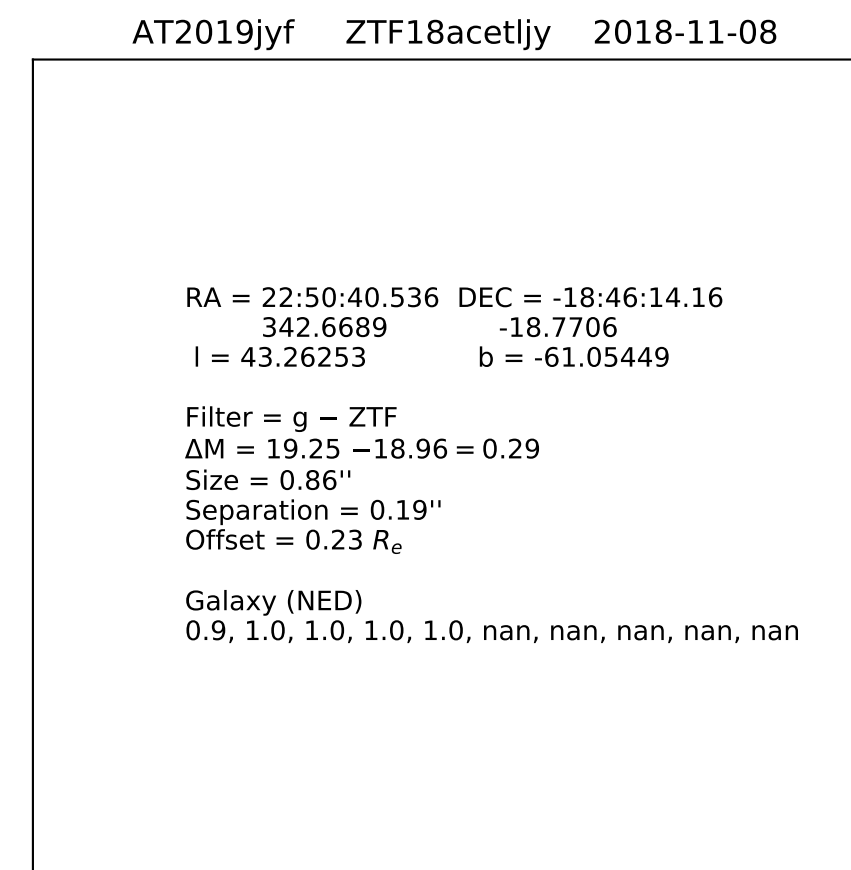 AT2019jyf ZTF18acetljy 2018-11-08
RA = 22:50:40.536 DEC = -18:46:14.16
342.6689 -18.7706
l = 43.26253 b = -61.05449
Filter = g − ZTF
ΔM = 19.25 −18.96 = 0.29
Size = 0.86''
Separation = 0.19''
Offset = 0.23 Re
Galaxy (NED)
0.9, 1.0, 1.0, 1.0, 1.0, nan, nan, nan, nan, nan